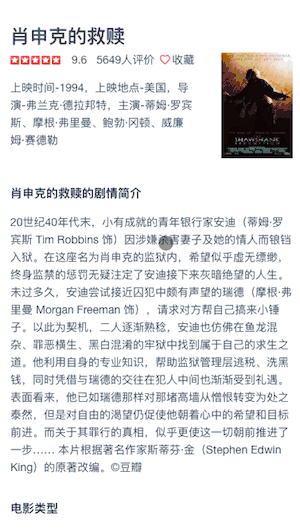 肖申克的救赎
9.6 5649人评价 收藏
上映时间-1994，上映地点-美国，导
演-弗兰克·德拉邦特，主演-蒂姆·罗宾
斯、摩根·弗里曼、鲍勃·冈顿、威廉
姆·赛德勒
SHAWSHANK
REDEMPTION
肖申克的救赎的剧情简介
20世纪40年代末，小有成就的青年银行家安迪（蒂姆·罗
宾斯 Tim Robbins 饰）因涉嫌杀害妻子及她的情人而锒铛
入狱。在这座名为肖申克的监狱内，希望似乎虚无缥缈，
终身监禁的惩罚无疑注定了安迪接下来灰暗绝望的人生。
未过多久，安迪尝试接近囚犯中颇有声望的瑞德（摩根·弗
里曼 Morgan Freeman 饰），请求对方帮自己搞来小锤
子。以此为契机，二人逐渐熟稔，安迪也仿佛在鱼龙混
杂、罪恶横生、黑白混淆的牢狱中找到属于自己的求生之
道。他利用自身的专业知识，帮助监狱管理层逃税、洗黑
钱，同时凭借与瑞德的交往在犯人中间也渐渐受到礼遇。
表面看来，他已如瑞德那样对那堵高墙从憎恨转变为处之
泰然，但是对自由的渴望仍促使他朝着心中的希望和目标
前进。而关于其罪行的真相，似乎更使这一切朝前推进了
一步…… 本片根据著名作家斯蒂芬·金（Stephen Edwin
King）的原著改编。©豆瓣
电影类型